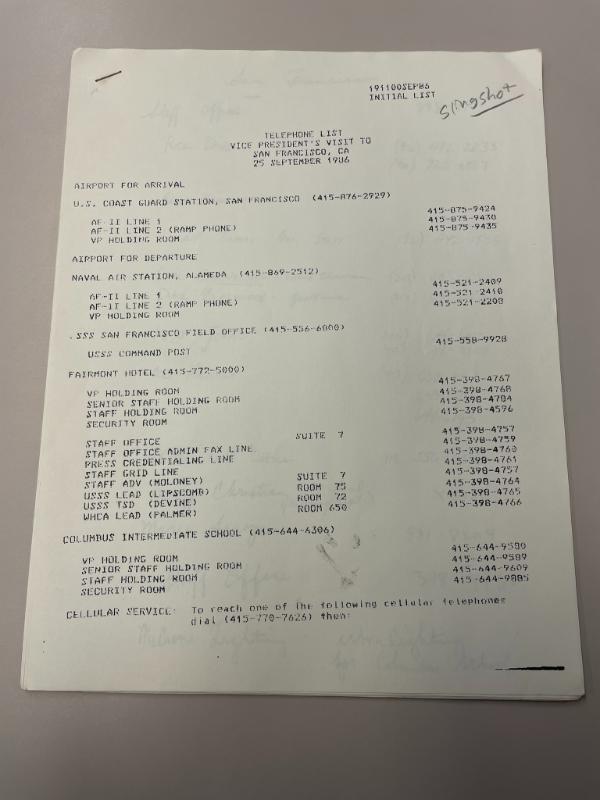 191100SEP86
INITIAL LIST
slingshot
TELEPHONE LIST
VICE PRESIDENT'S VISIT TO
SAN FRANCISCO, CA
25 SEPTEMBER 1986
AIRPORT FOR ARRIVAL
U.S. COAST GUARD STATION, SAN FRANCISCO (415-876-2929)
AF-II LINE 1 415-875-9424
AF-II LINE 2 (RAMP PHONE) 415-875-9430
VP HOLDING ROOM 415-875-9435
AIRPORT FOR DEPARTURE
NAVAL AIR STATION, ALAMEDA (415-869-2512)
AF-II LINE 1 415-521-2409
AF-II LINE 2 (RAMP PHONE) 415-521-2410
VP HOLDING ROOM 415-521-2208
.SSS SAN FRANCISCO FIELD OFFICE (415-556-6800)
USSS COMMAND POST 415-558-9928
FAIRMONT HOTEL (415-772-5000)
VP HOLDING ROOM 415-398-4767
SENIOR STAFF HOLDING ROOM 415-398-4768
STAFF HOLDING ROOM 415-398-4784
SECURITY ROOM 415-398-4596
STAFF OFFICE SUITE 7 415-398-4757
STAFF OFFICE ADMIN FAX LINE 415-398-4759
PRESS CREDENTIALING LINE 415-398-4760
STAFF GRID LINE 415-398-4761
STAFF ADV (MOLONEY) SUITE 7 415-398-4757
USSS LEAD (LIPSCOMB) ROOM 75 415-398-4764
USSS TSD (DEVINE) ROOM 72 415-398-4765
WHCA LEAD (PALMER) ROOM 650 415-398-4766
COLUMBUS INTERMEDIATE SCHOOL (415-644-6306)
VP HOLDING ROOM 415-644-9580
SENIOR STAFF HOLDING ROOM 415-644-9589
STAFF HOLDING ROOM 415-644-9609
SECURITY ROOM 415-644-9885
CELLULAR SERVICE: To reach one of the following cellular telephones
dial (415-770-7626) then: